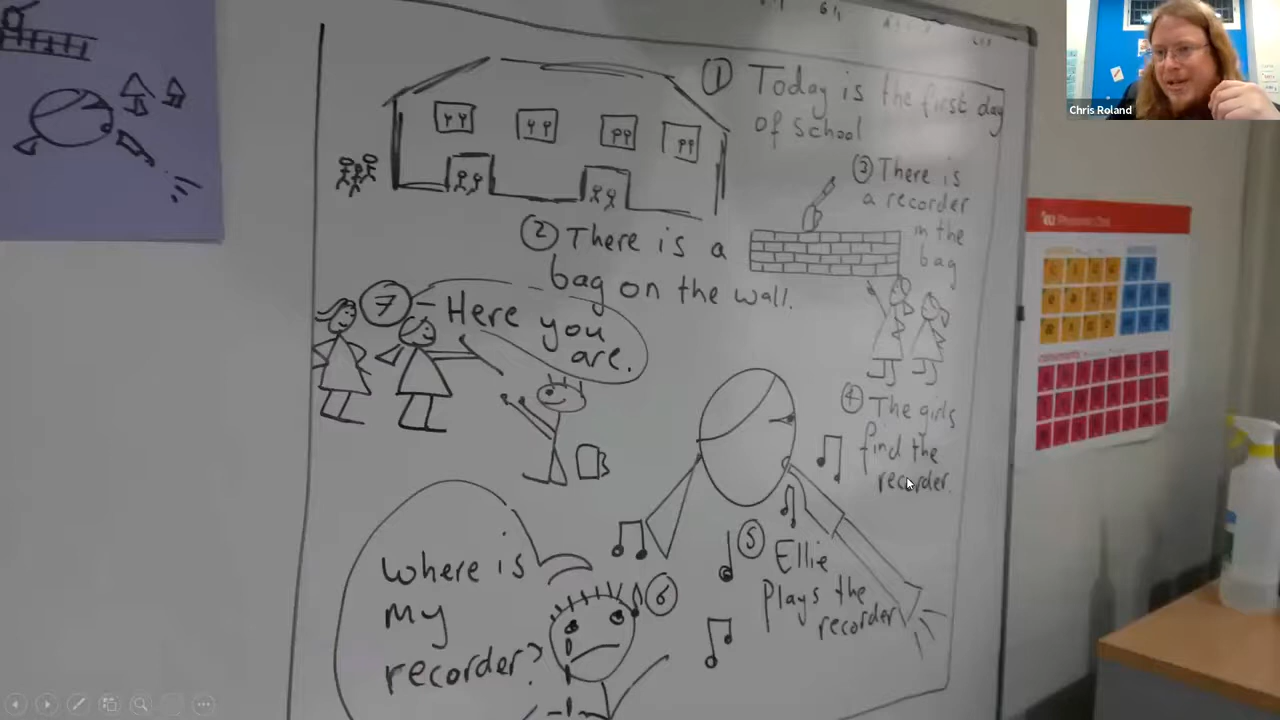 ① Today is the first day
of school
② There is a
bag on the wall.
③ There is
a recorder
in the
bag
④ The girls
find the
recorder.
⑤ Ellie
plays the
recorder
⑥
Where is
my
recorder?
⑦ Here you
are.
Chris Roland